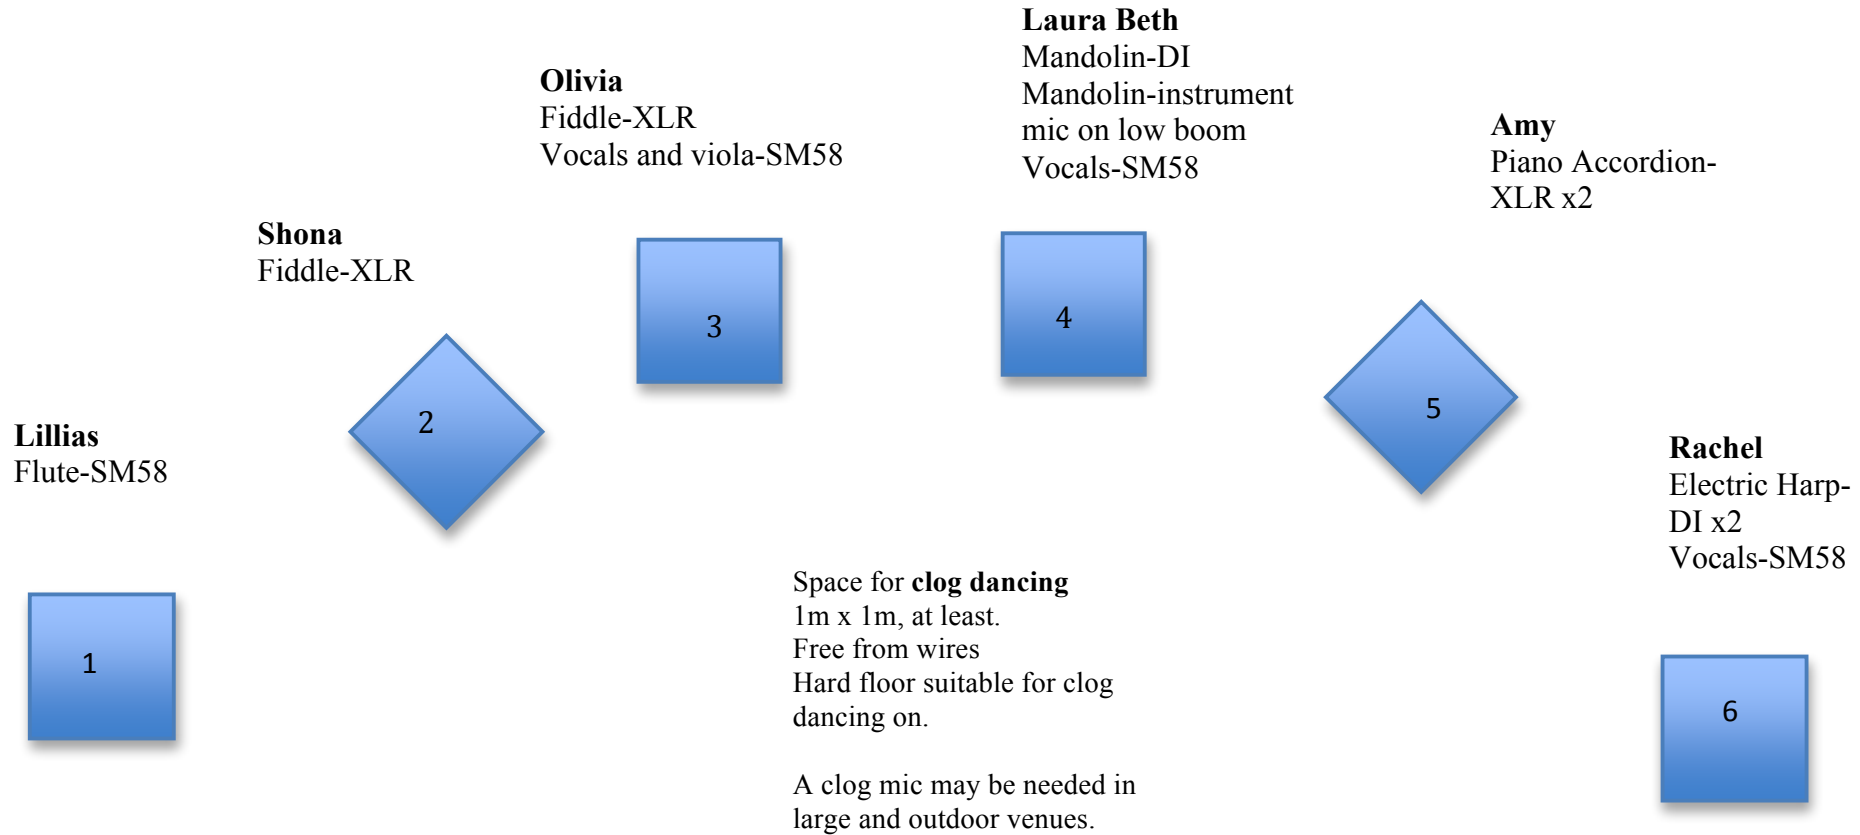 Laura Beth
Mandolin-DI
Mandolin-instrument
mic on low boom
Vocals-SM58
Olivia
Fiddle-XLR
Vocals and viola-SM58
Amy
Piano Accordion-
XLR x2
Shona
Fiddle-XLR
3
4
2
5
Lillias
Flute-SM58
Rachel
Electric Harp-
DI x2
Vocals-SM58
1
6
Space for clog dancing
1m x 1m, at least.
Free from wires
Hard floor suitable for clog
dancing on.
A clog mic may be needed in
large and outdoor venues.